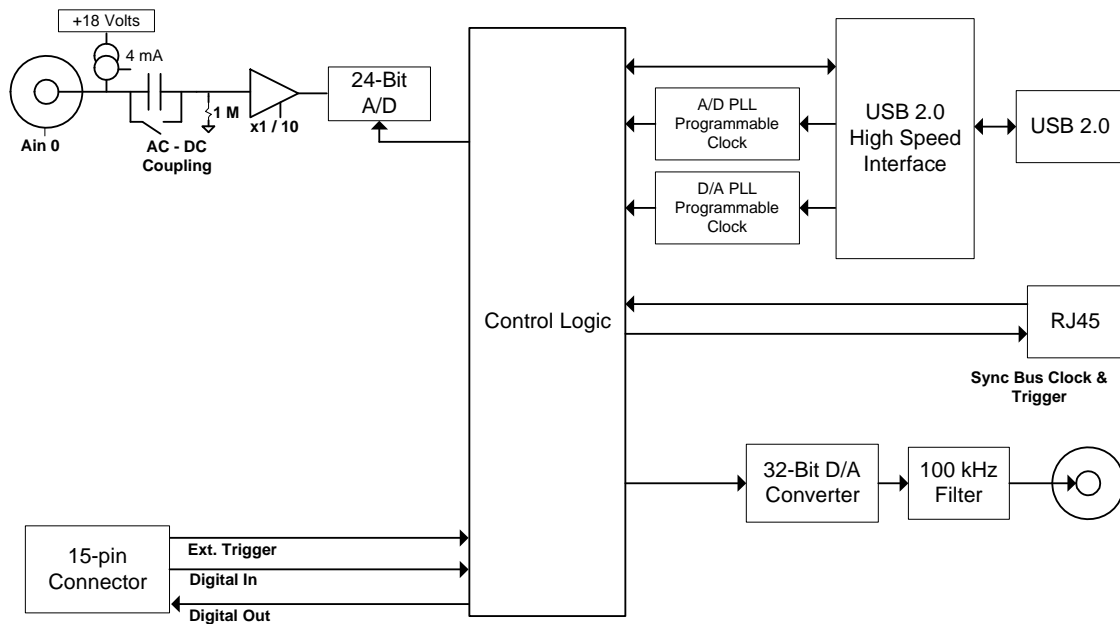 +18 Volts
4 mA
24-Bit
A/D
1 M
x1 / 10
Ain 0
AC - DC
Coupling
Control Logic
A/D PLL
Programmable
Clock
D/A PLL
Programmable
Clock
USB 2.0
High Speed
Interface
USB 2.0
RJ45
Sync Bus Clock &
Trigger
32-Bit D/A
Converter
100 kHz
Filter
15-pin
Connector
Ext. Trigger
Digital In
Digital Out